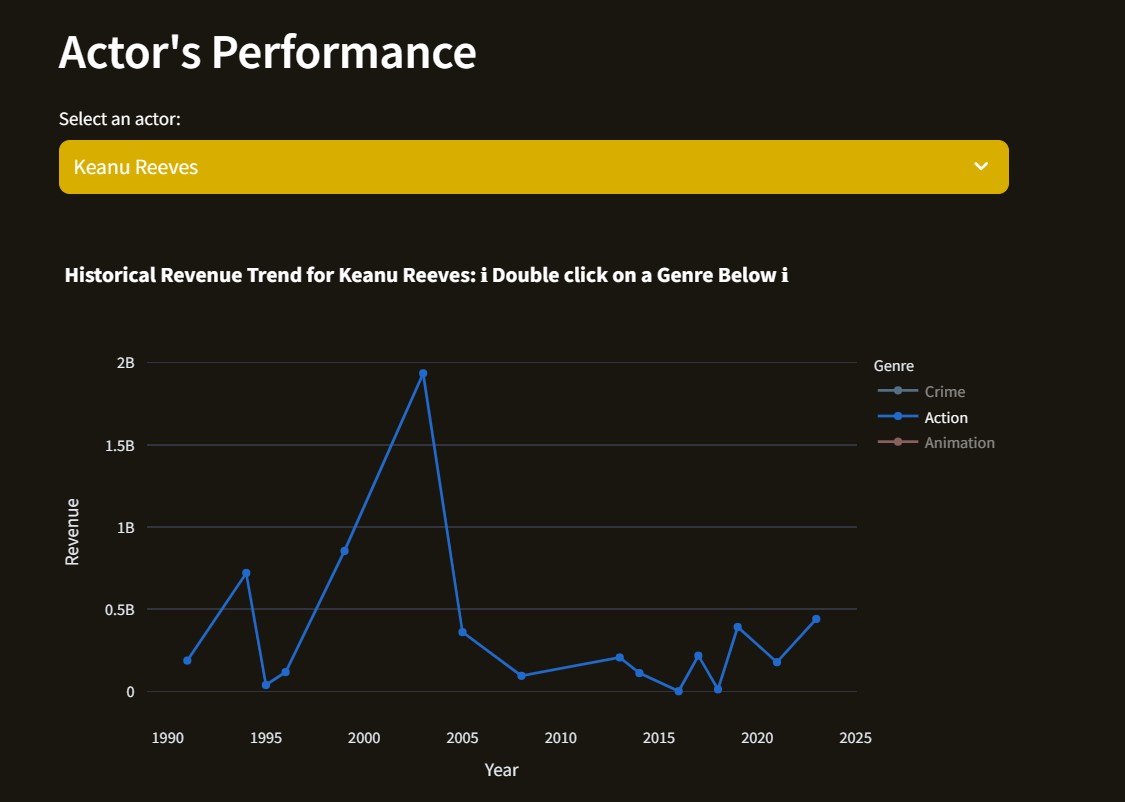 Actor's Performance
Select an actor:
Keanu Reeves
Historical Revenue Trend for Keanu Reeves: i Double click on a Genre Below i
2B
1.5B
1B
0.5B
0
Revenue
1990 1995 2000 2005 2010 2015 2020 2025
Year
Genre
Crime
Action
Animation